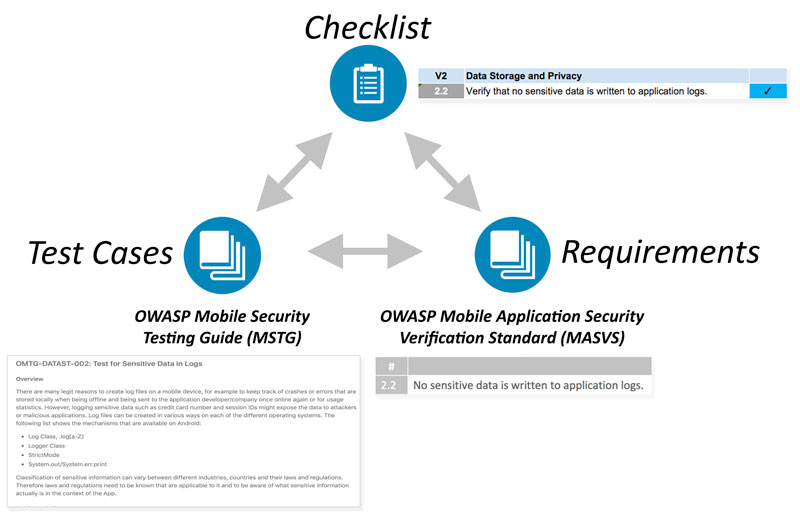 Checklist
V2 Data Storage and Privacy
2.2 Verify that no sensitive data is written to application logs. ✓
Test Cases
Requirements
OWASP Mobile Security
Testing Guide (MSTG)
OWASP Mobile Application Security
Verification Standard (MASVS)
OMTG-DATAST-002: Test for Sensitive Data in Logs
Overview
There are many legit reasons to create log files on a mobile device, for example to keep track of crashes or errors that are
stored locally when being offline and being sent to the application developer/company once online again or for usage
statistics. However, logging sensitive data such as credit card number and session IDs might expose the data to attackers
or malicious applications. Log files can be created in various ways on each of the different operating systems. The
following list shows the mechanisms that are available on Android:
• Log Class, .log[a-Z]
• Logger Class
• StrictMode
• System.out/System.err.print
Classification of sensitive information can vary between different industries, countries and their laws and regulations.
Therefore laws and regulations need to be known that are applicable to it and to be aware of what sensitive information
actually is in the context of the App.
#
2.2 No sensitive data is written to application logs.